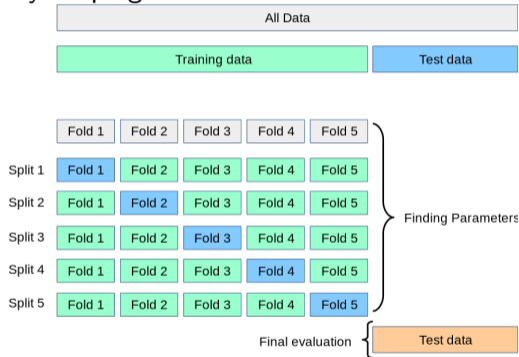 All Data
Training data Test data
Fold 1 Fold 2 Fold 3 Fold 4 Fold 5
Split 1 Fold 1 Fold 2 Fold 3 Fold 4 Fold 5
Split 2 Fold 1 Fold 2 Fold 3 Fold 4 Fold 5
Finding Parameters
Split 3 Fold 1 Fold 2 Fold 3 Fold 4 Fold 5
Split 4 Fold 1 Fold 2 Fold 3 Fold 4 Fold 5
Split 5 Fold 1 Fold 2 Fold 3 Fold 4 Fold 5
Final evaluation Test data